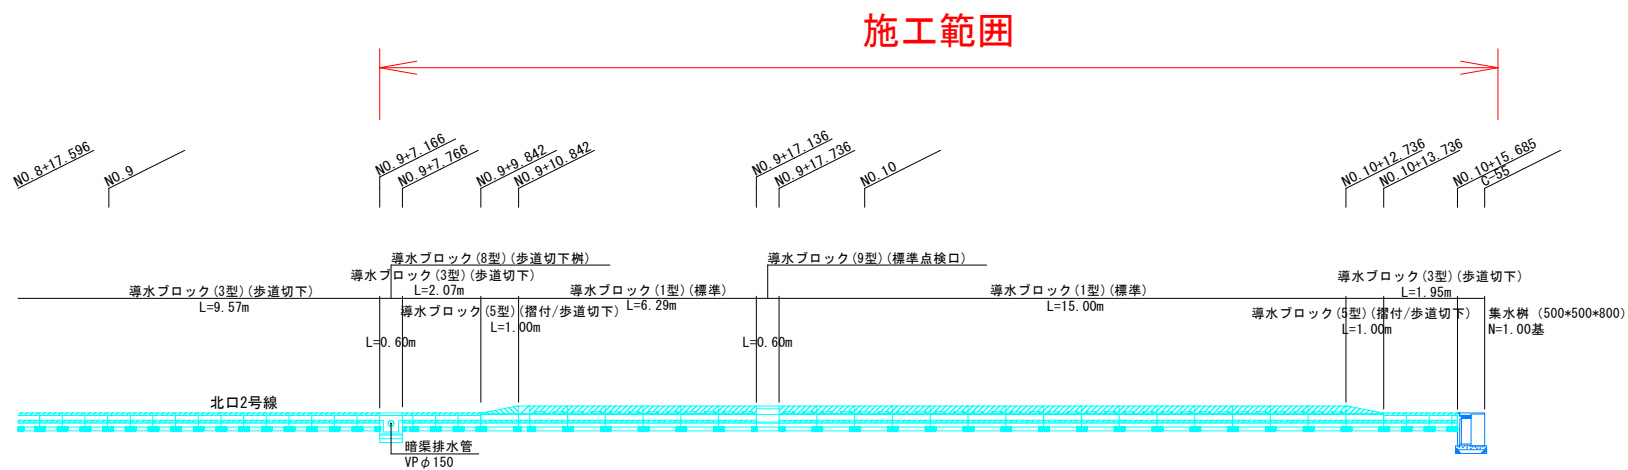 施工範囲
NO.8+17.596
NO.9
NO.9+7.166
NO.9+7.766
NO.9+9.842
NO.9+10.842
NO.9+17.136
NO.9+17.736
NO.10
NO.10+12.736
NO.10+13.736
NO.10+15.685
C-55
導水ブロック(8型)(歩道切下桝)
導水ブロック(9型)(標準点検口)
導水ブロック(3型)(歩道切下)
L=2.07m
導水ブロック(3型)(歩道切下)
L=1.95m
導水ブロック(3型)(歩道切下)
L=9.57m
導水ブロック(1型)(標準)
L=6.29m
導水ブロック(1型)(標準)
L=15.00m
導水ブロック(5型)(摺付/歩道切下)
L=1.00m
導水ブロック(5型)(摺付/歩道切下)
L=1.00m
集水桝 (500*500*800)
N=1.00基
L=0.60m
L=0.60m
北口2号線
暗渠排水管
VPφ150